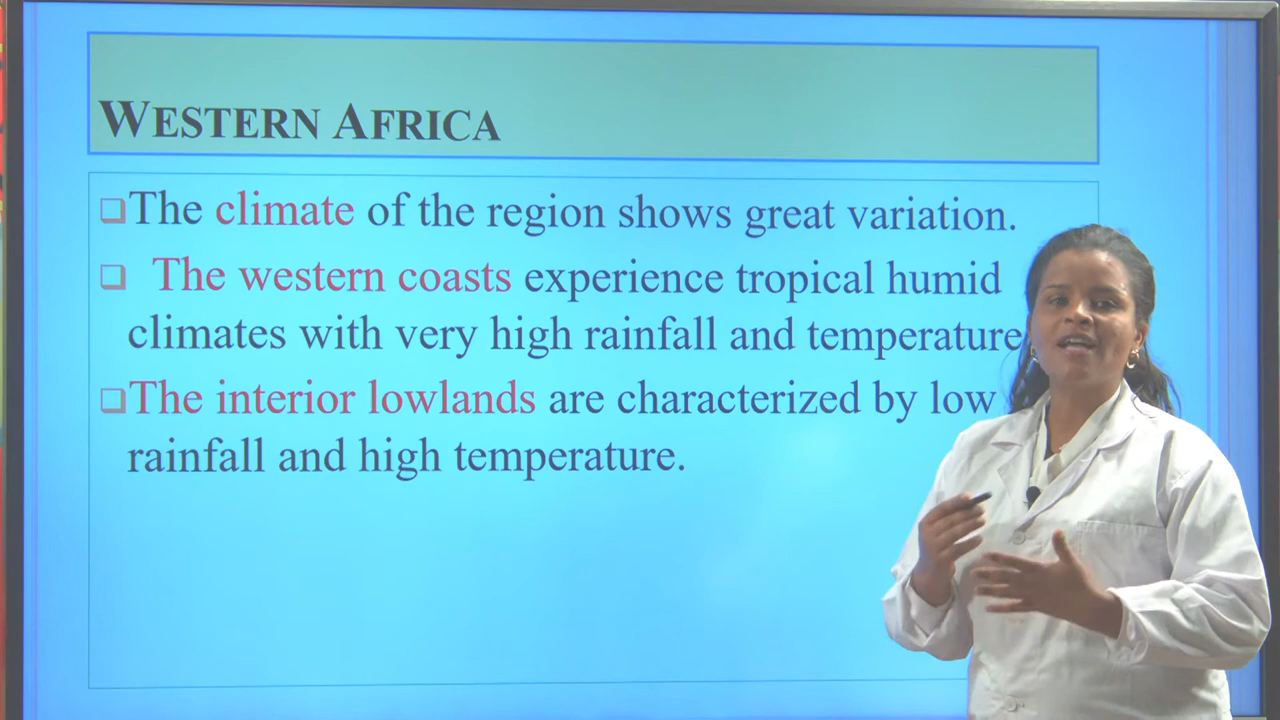 WESTERN AFRICA
The climate of the region shows great variation.
The western coasts experience tropical humid
climates with very high rainfall and temperature
The interior lowlands are characterized by low
rainfall and high temperature.